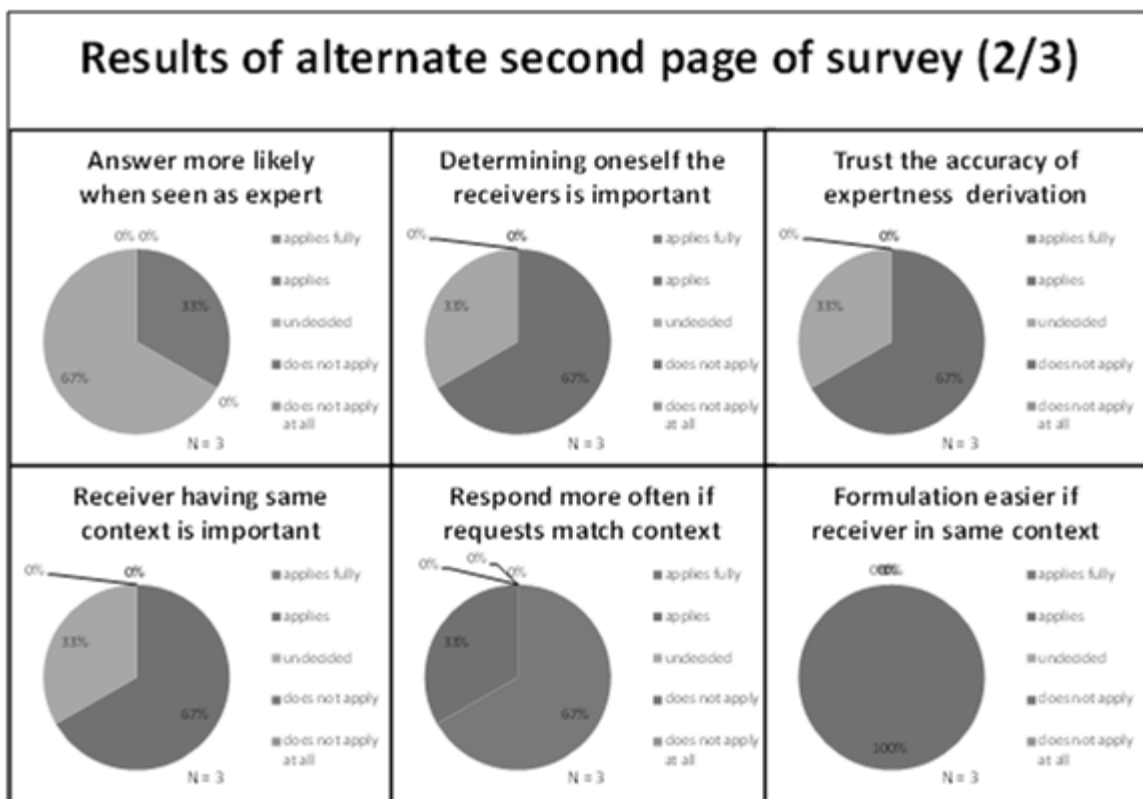 Results of alternate second page of survey (2/3)
Answer more likely
when seen as expert
0% 0%
33%
67%
0%
applies fully
applies
undecided
does not apply
does not apply
at all
N = 3
Determining oneself the
receivers is important
0%
0%
33%
67%
applies fully
applies
undecided
does not apply
does not apply
at all
N = 3
Trust the accuracy of
expertness derivation
0%
0%
33%
67%
applies fully
applies
undecided
does not apply
does not apply
at all
N = 3
Receiver having same
context is important
0%
0%
33%
67%
applies fully
applies
undecided
does not apply
does not apply
at all
N = 3
Respond more often if
requests match context
0%
0%
0%
33%
67%
applies fully
applies
undecided
does not apply
does not apply
at all
N = 3
Formulation easier if
receiver in same context
100%
applies fully
applies
undecided
does not apply
does not apply
at all
N = 3